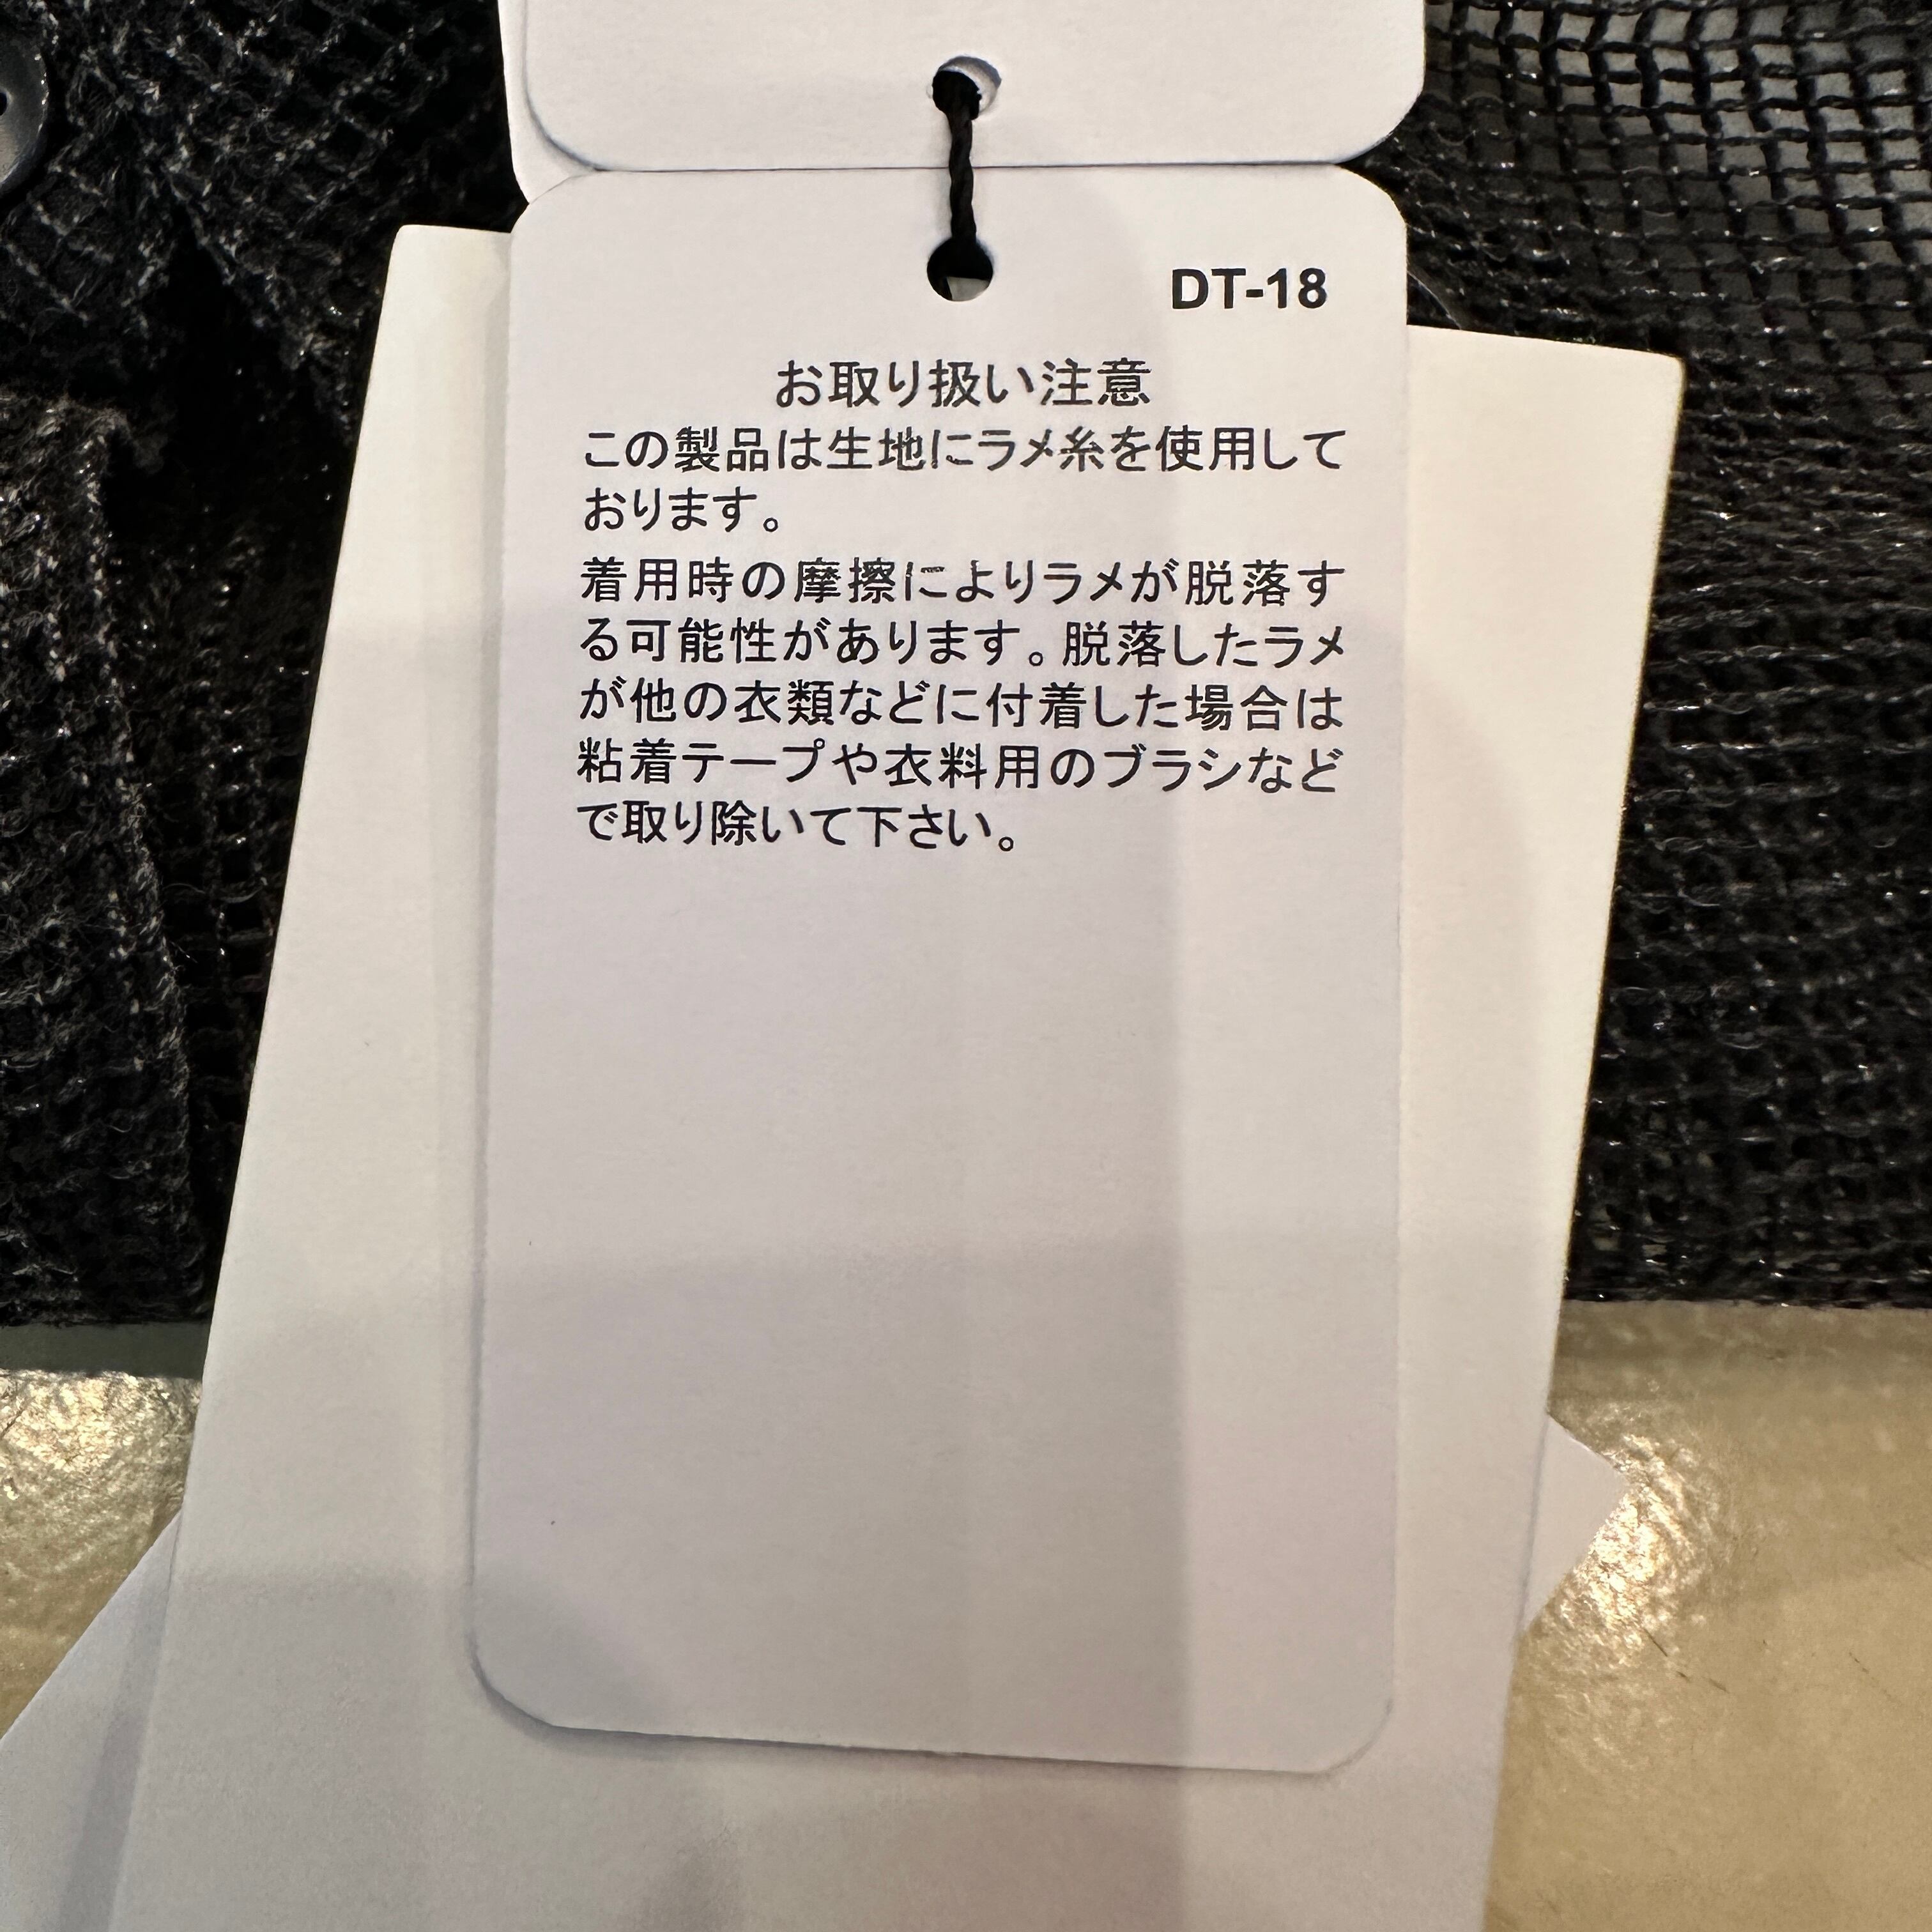 DT-18
お取り扱い注意
この製品は生地にラメ糸を使用して
おります。
着用時の摩擦によりラメが脱落す
る可能性があります。脱落したラメ
が他の衣類などに付着した場合は
粘着テープや衣料用のブラシなど
で取り除いて下さい。